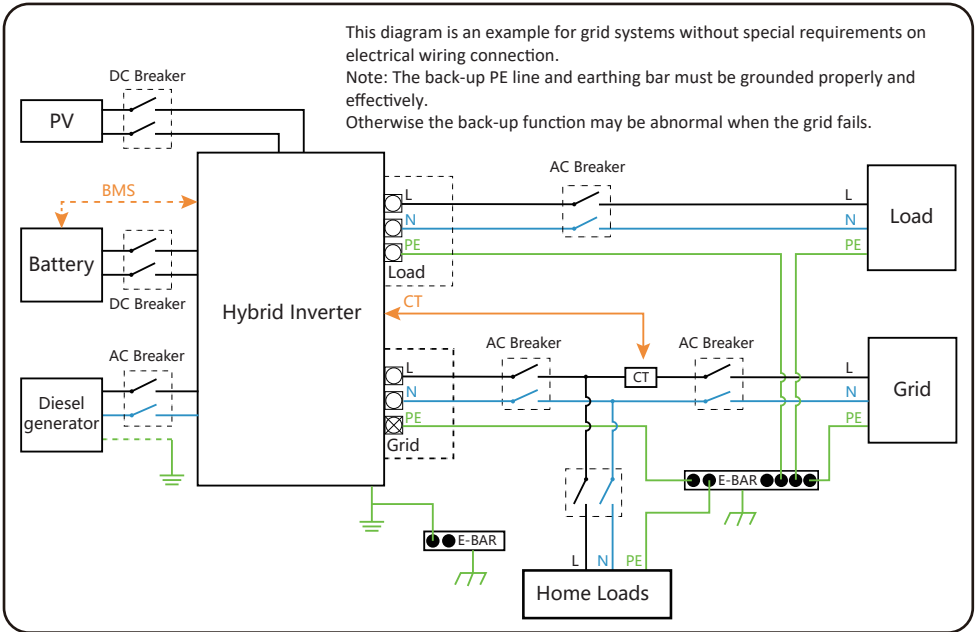 This diagram is an example for grid systems without special requirements on
electrical wiring connection.
Note: The back-up PE line and earthing bar must be grounded properly and
effectively.
Otherwise the back-up function may be abnormal when the grid fails.
DC Breaker
PV
BMS
Battery
DC Breaker
AC Breaker
Diesel
generator
Hybrid Inverter
L
N
PE
Load
AC Breaker
L
N
PE
Load
CT
AC Breaker
CT
AC Breaker
L
N
PE
Grid
L
N
PE
Grid
E-BAR
E-BAR
L
N
PE
Home Loads